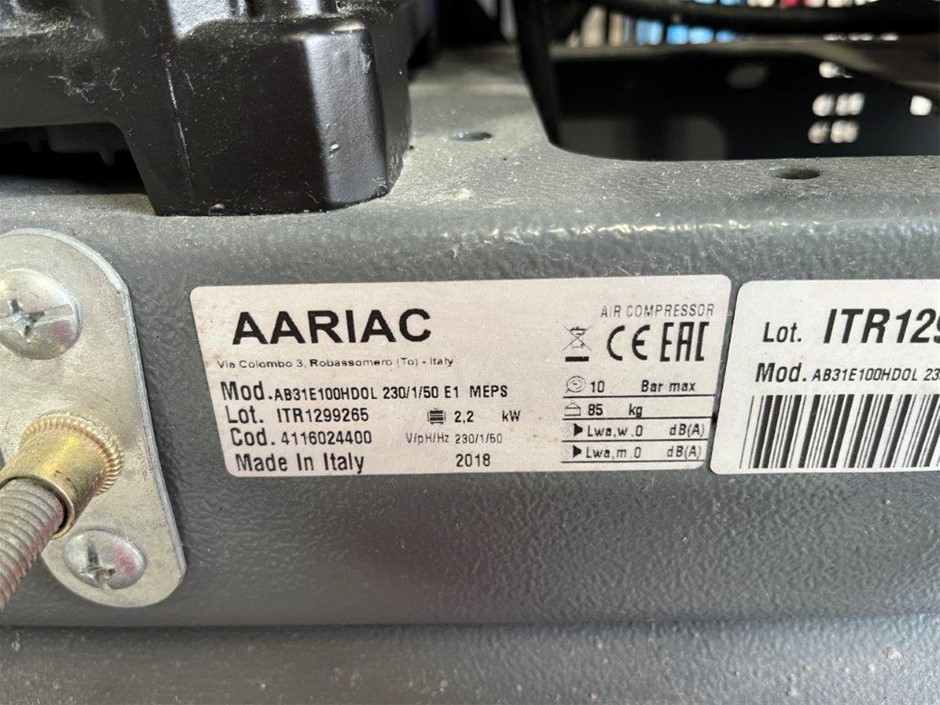 AARIAC
Via Colombo 3, Robassomero (To) - Italy
Mod. AB31E100HDOL 230/1/50 E1 MEPS
Lot. ITR1299265
2,2 kW
Cod. 4116024400
V/pH/Hz 230/1/50
Made In Italy
2018
AIR COMPRESSOR
CE EAC
10 Bar max
85 kg
Lwa,w.0 dB(A)
Lwa,m.0 dB(A)
Lot. ITR129
Mod. AB31E100HDOL 23